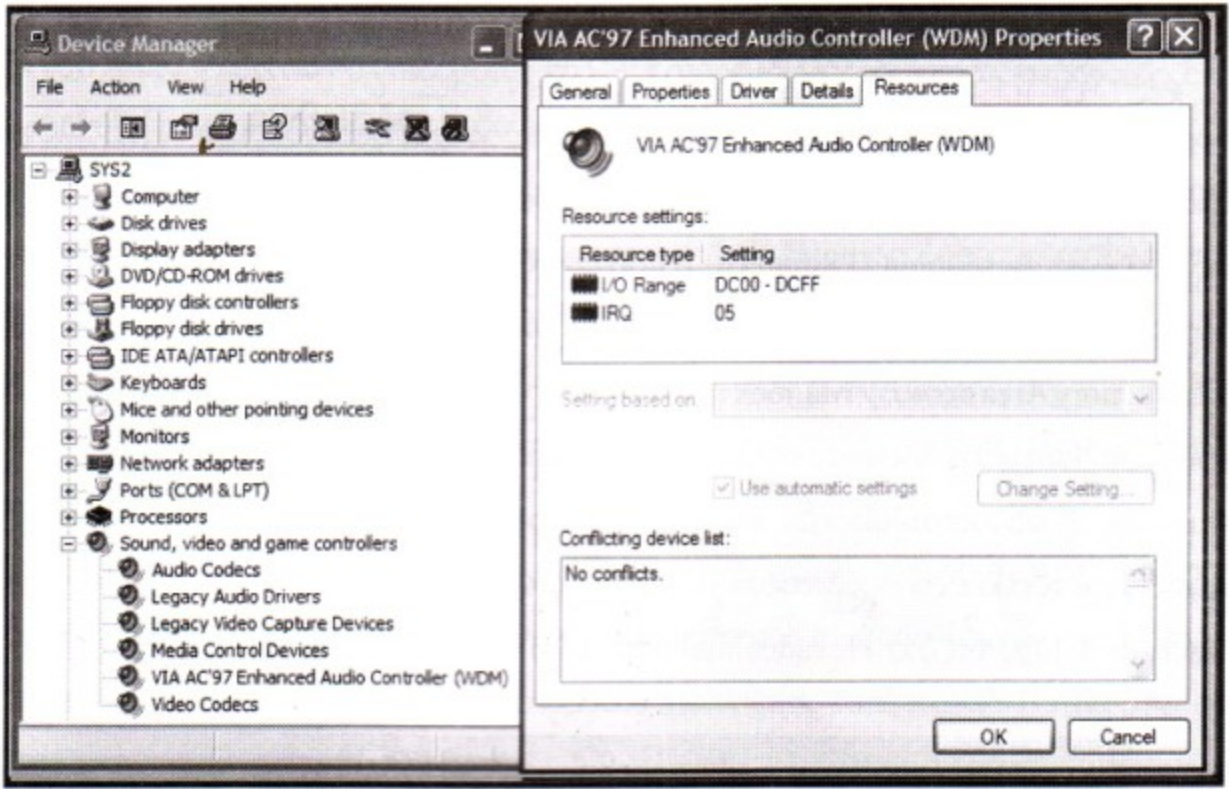 Device Manager
File Action View Help
SYS2
Computer
Disk drives
Display adapters
DVD/CD-ROM drives
Floppy disk controllers
Floppy disk drives
IDE ATA/ATAPI controllers
Keyboards
Mice and other pointing devices
Monitors
Network adapters
Ports (COM & LPT)
Processors
Sound, video and game controllers
Audio Codecs
Legacy Audio Drivers
Legacy Video Capture Devices
Media Control Devices
VIA AC'97 Enhanced Audio Controller (WDM)
Video Codecs
VIA AC'97 Enhanced Audio Controller (WDM) Properties
General Properties Driver Details Resources
VIA AC'97 Enhanced Audio Controller (WDM)
Resource settings:
Resource type Setting
I/O Range DC00 - DCFF
IRQ 05
Setting based on:
Use automatic settings Change Setting...
Conflicting device list:
No conflicts.
OK Cancel